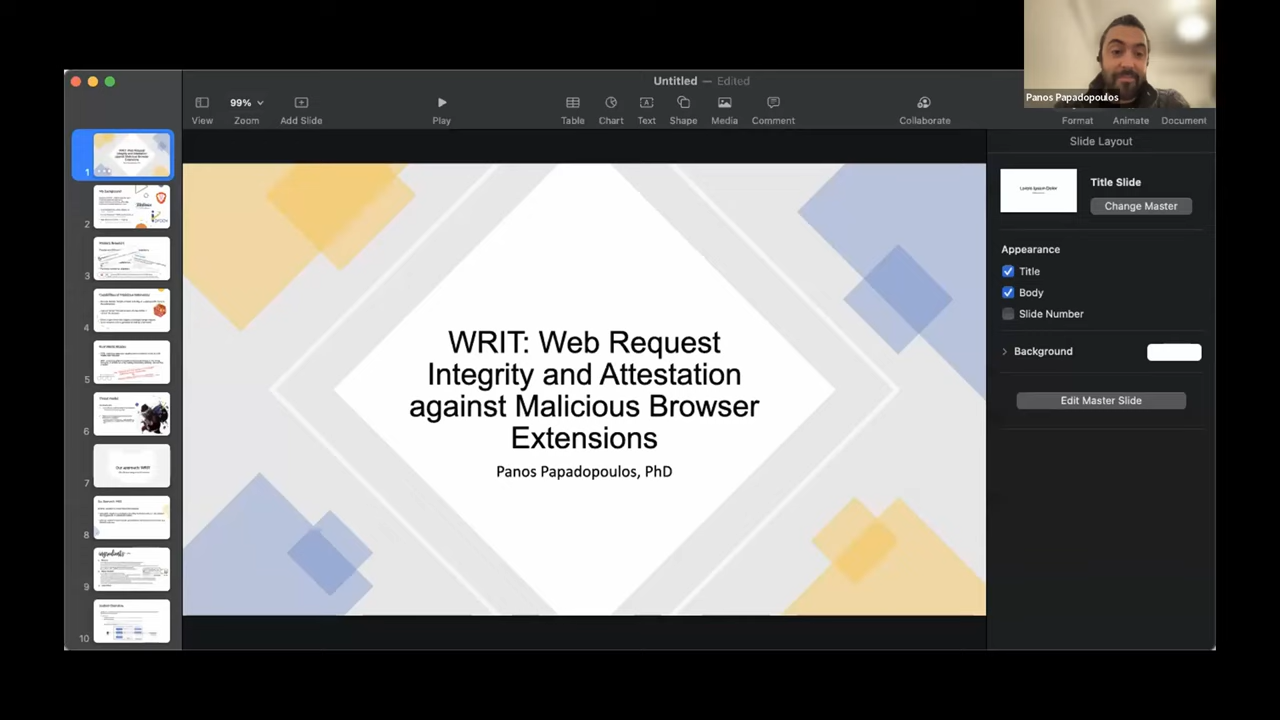 Panos Papadopoulos
Untitled — Edited
99%
View
Zoom
Add Slide
Play
Table
Chart
Text
Shape
Media
Comment
Collaborate
Format
Animate
Document
1
2
3
4
5
6
7
8
9
10
Our approach: WRIT
WRIT: Web Request
Integrity and Attestation
against Malicious Browser
Extensions
Panos Papadopoulos, PhD
Slide Layout
Title Slide
Change Master
Appearance
Title
Body
Slide Number
Background
Edit Master Slide